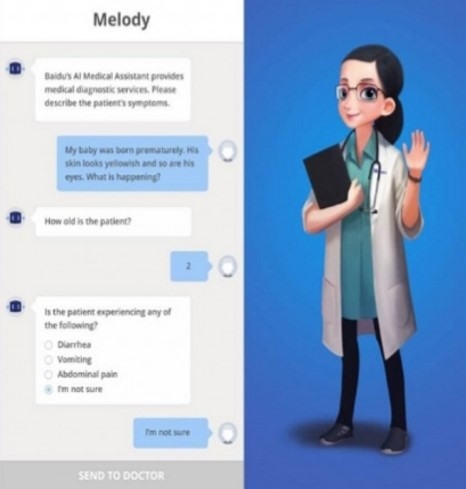 Melody
Baidu's AI Medical Assistant provides
medical diagnostic services. Please
describe the patient's symptoms.
My baby was born prematurely. His
skin looks yellowish and so are his
eyes. What is happening?
How old is the patient?
2
Is the patient experiencing any of
the following?
Diarrhea
Vomiting
Abdominal pain
I'm not sure
I'm not sure
SEND TO DOCTOR